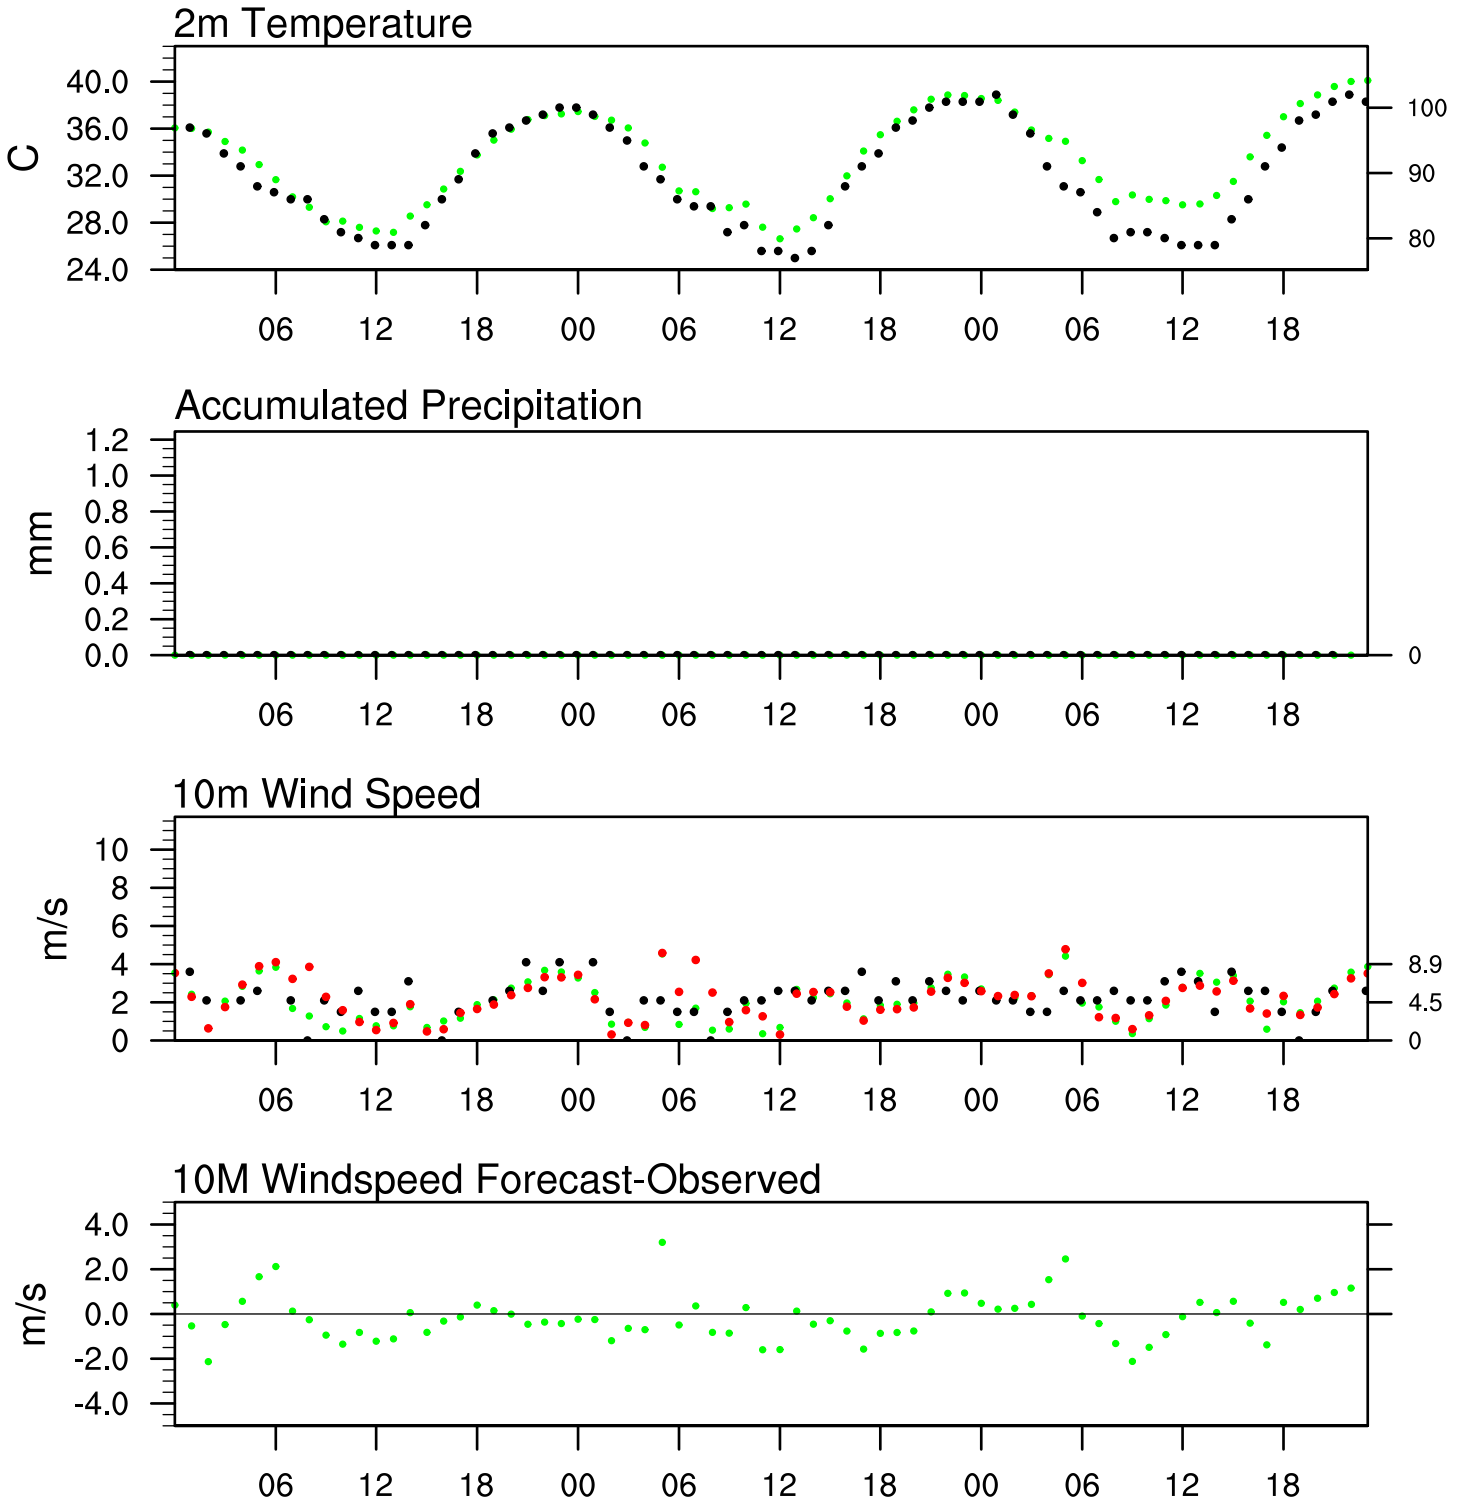 2m Temperature
40.0
36.0
32.0
28.0
24.0
C
100
90
80
06 12 18 00 06 12 18 00 06 12 18
Accumulated Precipitation
1.2
1.0
0.8
0.6
0.4
0.2
0.0
mm
0
06 12 18 00 06 12 18 00 06 12 18
10m Wind Speed
10
8
6
4
2
0
m/s
8.9
4.5
0
06 12 18 00 06 12 18 00 06 12 18
10M Windspeed Forecast-Observed
4.0
2.0
0.0
-2.0
-4.0
m/s
06 12 18 00 06 12 18 00 06 12 18